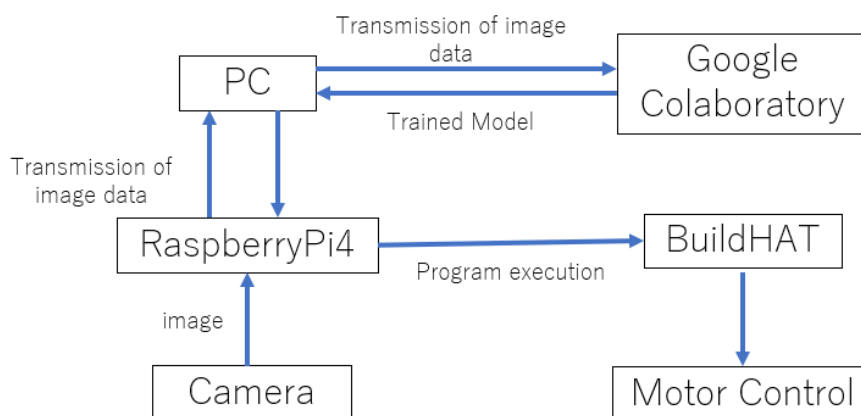 Transmission of image
data
PC
Google
Colaboratory
Trained Model
Transmission of
image data
RaspberryPi4
BuildHAT
Program execution
image
Camera
Motor Control